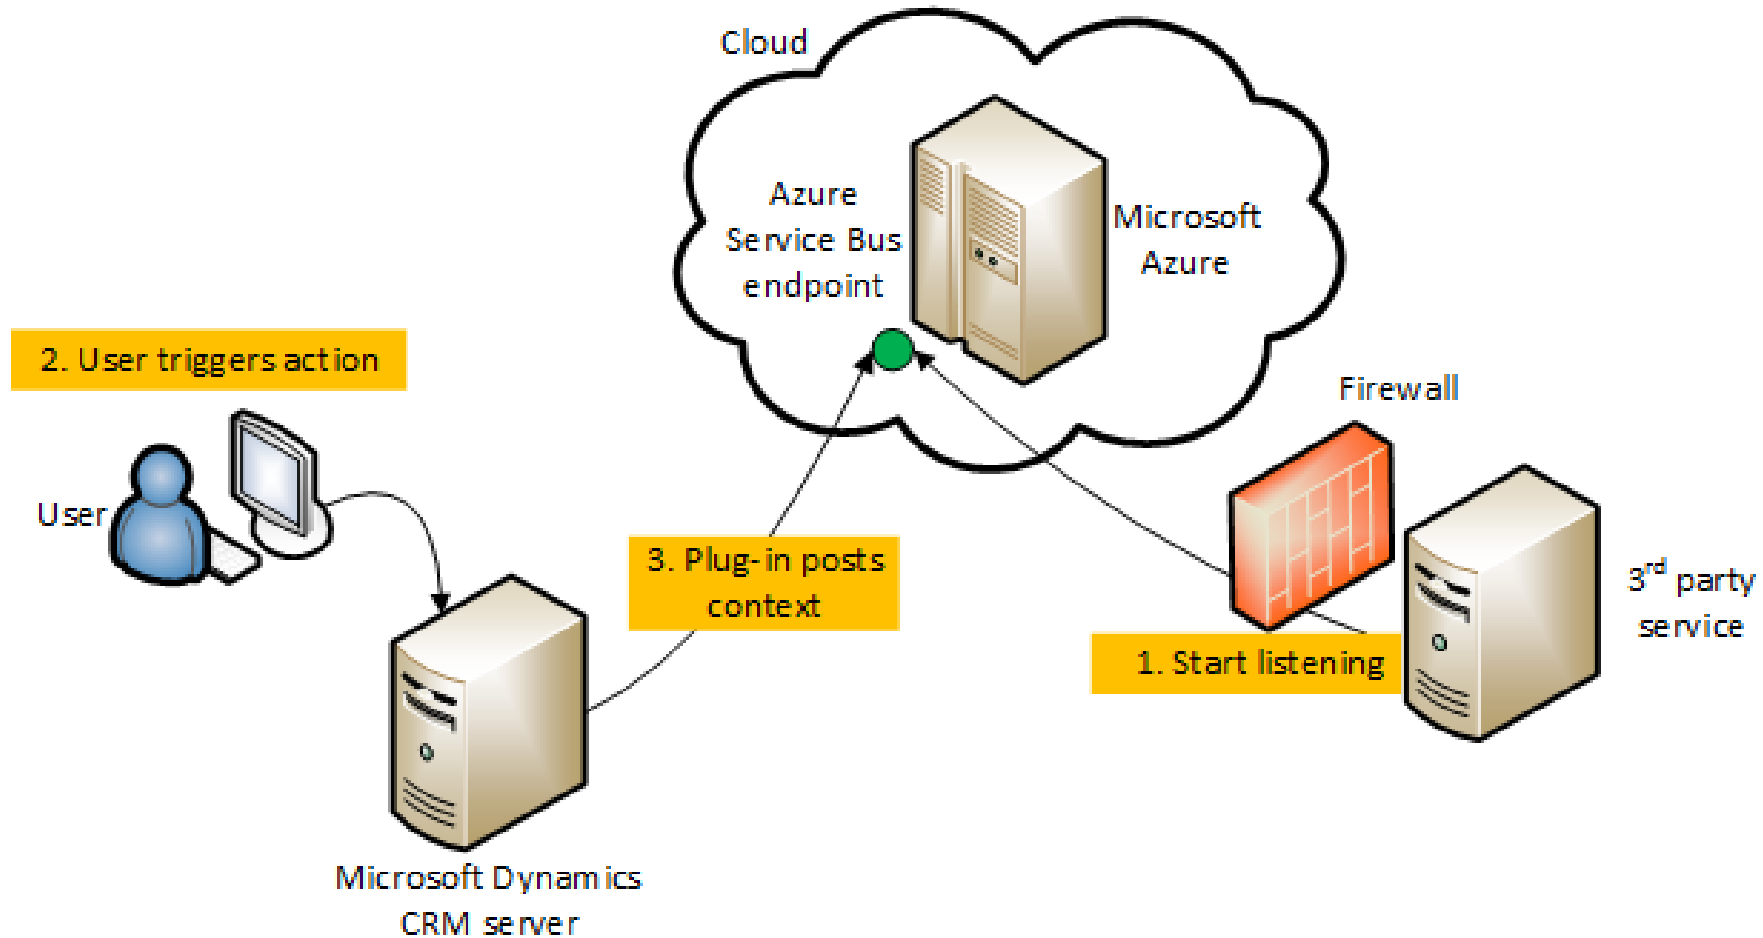 Cloud
Azure
Service Bus
endpoint
Microsoft
Azure
2. User triggers action
Firewall
User
3. Plug-in posts
context
3rd party
service
1. Start listening
Microsoft Dynamics
CRM server